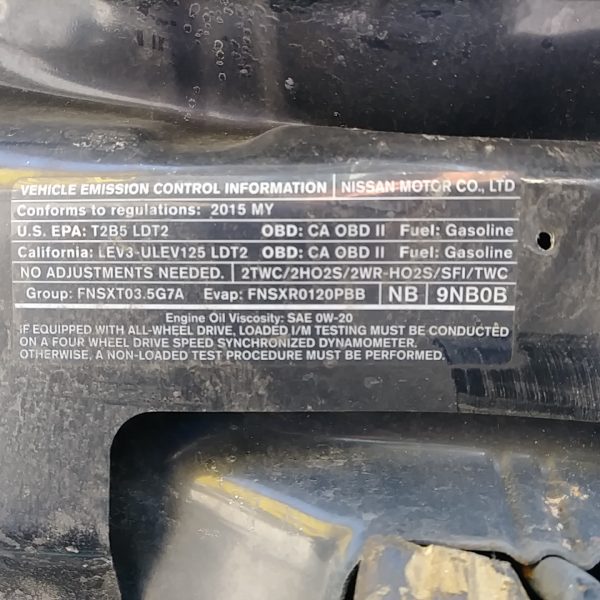 VEHICLE EMISSION CONTROL INFORMATION NISSAN MOTOR CO., LTD
Conforms to regulations: 2015 MY
U.S. EPA: T2B5 LDT2 OBD: CA OBD II Fuel: Gasoline
California: LEV3-ULEV125 LDT2 OBD: CA OBD II Fuel: Gasoline
NO ADJUSTMENTS NEEDED. 2TWC/2HO2S/2WR-HO2S/SFI/TWC
Group: FNSXT03.5G7A Evap: FNSXR0120PBB NB 9NB0B
Engine Oil Viscosity: SAE 0W-20
IF EQUIPPED WITH ALL-WHEEL DRIVE, LOADED I/M TESTING MUST BE CONDUCTED
ON A FOUR WHEEL DRIVE SPEED SYNCHRONIZED DYNAMOMETER.
OTHERWISE, A NON-LOADED TEST PROCEDURE MUST BE PERFORMED.